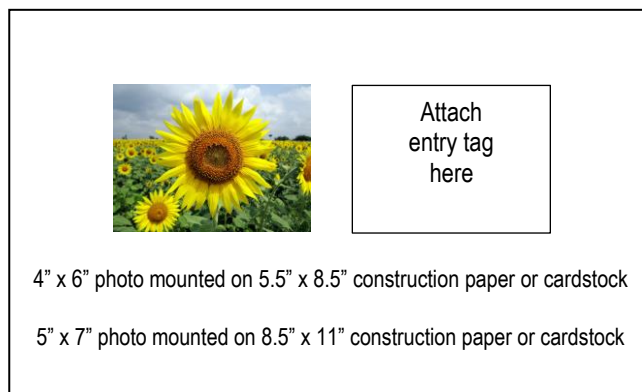 Attach
entry tag
here
4” x 6” photo mounted on 5.5” x 8.5” construction paper or cardstock
5” x 7” photo mounted on 8.5” x 11” construction paper or cardstock